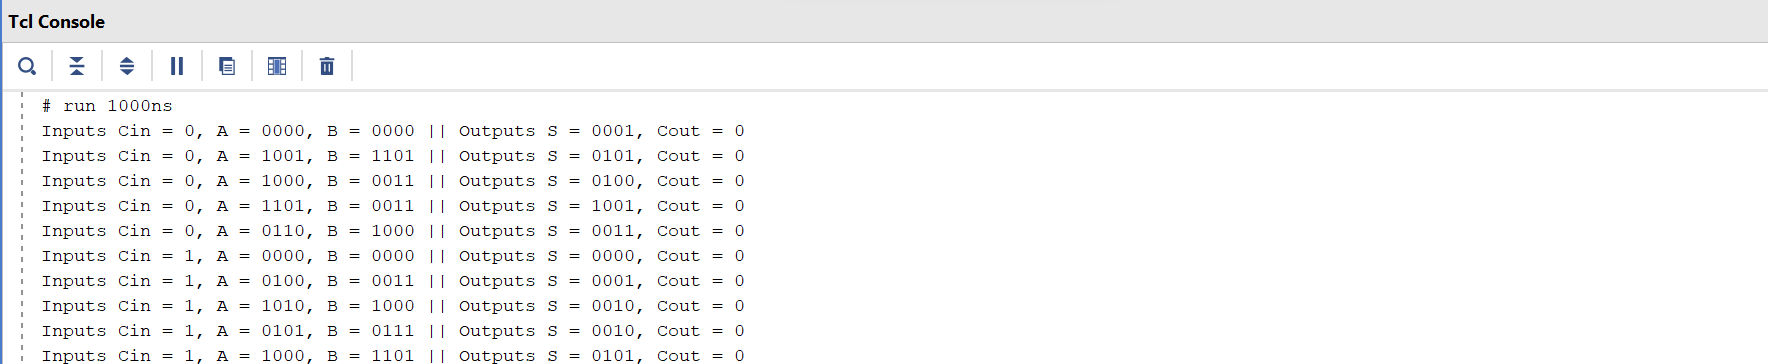 Tcl Console
# run 1000ns
Inputs Cin = 0, A = 0000, B = 0000 || Outputs S = 0001, Cout = 0
Inputs Cin = 0, A = 1001, B = 1101 || Outputs S = 0101, Cout = 0
Inputs Cin = 0, A = 1000, B = 0011 || Outputs S = 0100, Cout = 0
Inputs Cin = 0, A = 1101, B = 0011 || Outputs S = 1001, Cout = 0
Inputs Cin = 0, A = 0110, B = 1000 || Outputs S = 0011, Cout = 0
Inputs Cin = 1, A = 0000, B = 0000 || Outputs S = 0000, Cout = 0
Inputs Cin = 1, A = 0100, B = 0011 || Outputs S = 0001, Cout = 0
Inputs Cin = 1, A = 1010, B = 1000 || Outputs S = 0010, Cout = 0
Inputs Cin = 1, A = 0101, B = 0111 || Outputs S = 0010, Cout = 0
Inputs Cin = 1, A = 1000, B = 1101 || Outputs S = 0101, Cout = 0